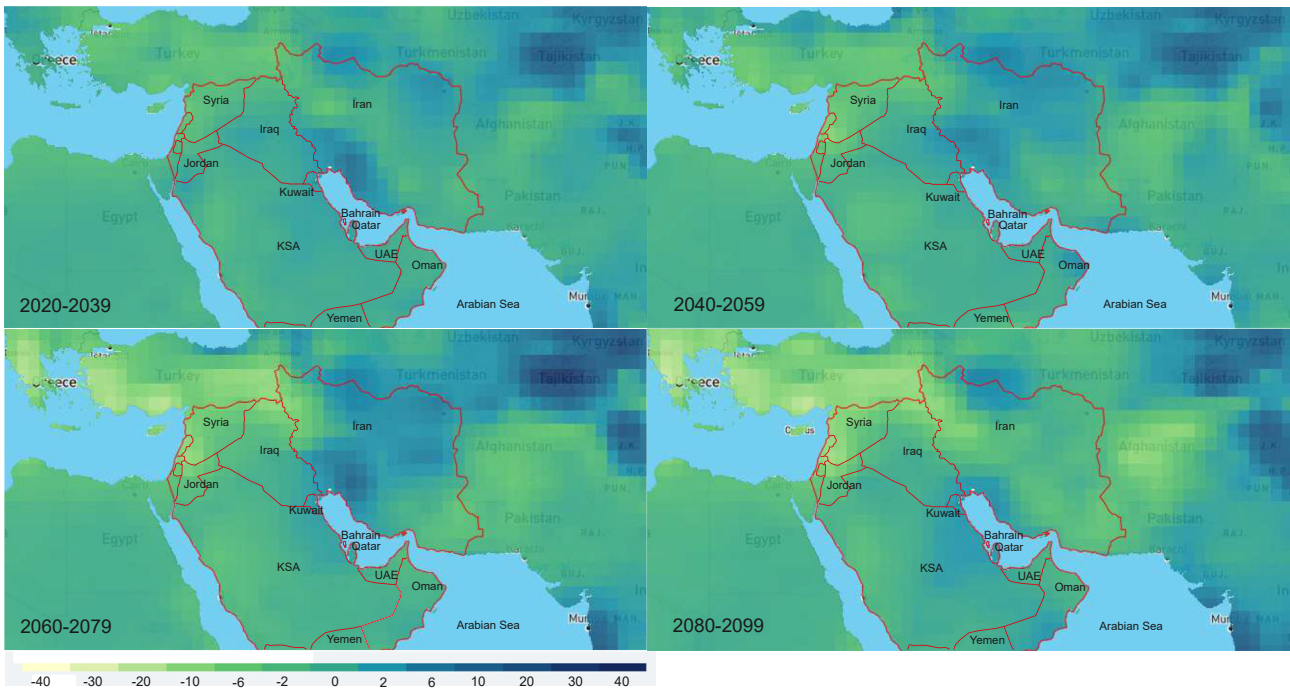 Uzbekistan
Kyrgyzstan
Greece
Turkey
Turkmenistan
Tajikistan
Syria
Iran
Afghanistan
Iraq
Jordan
Kuwait
Pakistan
Egypt
Bahrain
Qatar
KSA
UAE
Oman
2020-2039
Arabian Sea
Yemen
Uzbekistan
Kyrgyzstan
Greece
Turkey
Turkmenistan
Tajikistan
Syria
Iran
Afghanistan
Iraq
Jordan
Kuwait
Pakistan
Egypt
Bahrain
Qatar
KSA
UAE
Oman
2040-2059
Arabian Sea
Yemen
Uzbekistan
Kyrgyzstan
Greece
Turkey
Turkmenistan
Tajikistan
Syria
Iran
Afghanistan
Iraq
Jordan
Kuwait
Pakistan
Egypt
Bahrain
Qatar
KSA
UAE
Oman
2060-2079
Arabian Sea
Yemen
Uzbekistan
Kyrgyzstan
Greece
Turkey
Turkmenistan
Tajikistan
Cyprus
Syria
Iran
Afghanistan
Iraq
Jordan
Kuwait
Pakistan
Egypt
Bahrain
Qatar
KSA
UAE
Oman
2080-2099
Arabian Sea
Yemen
-40 -30 -20 -10 -6 -2 0 2 6 10 20 30 40